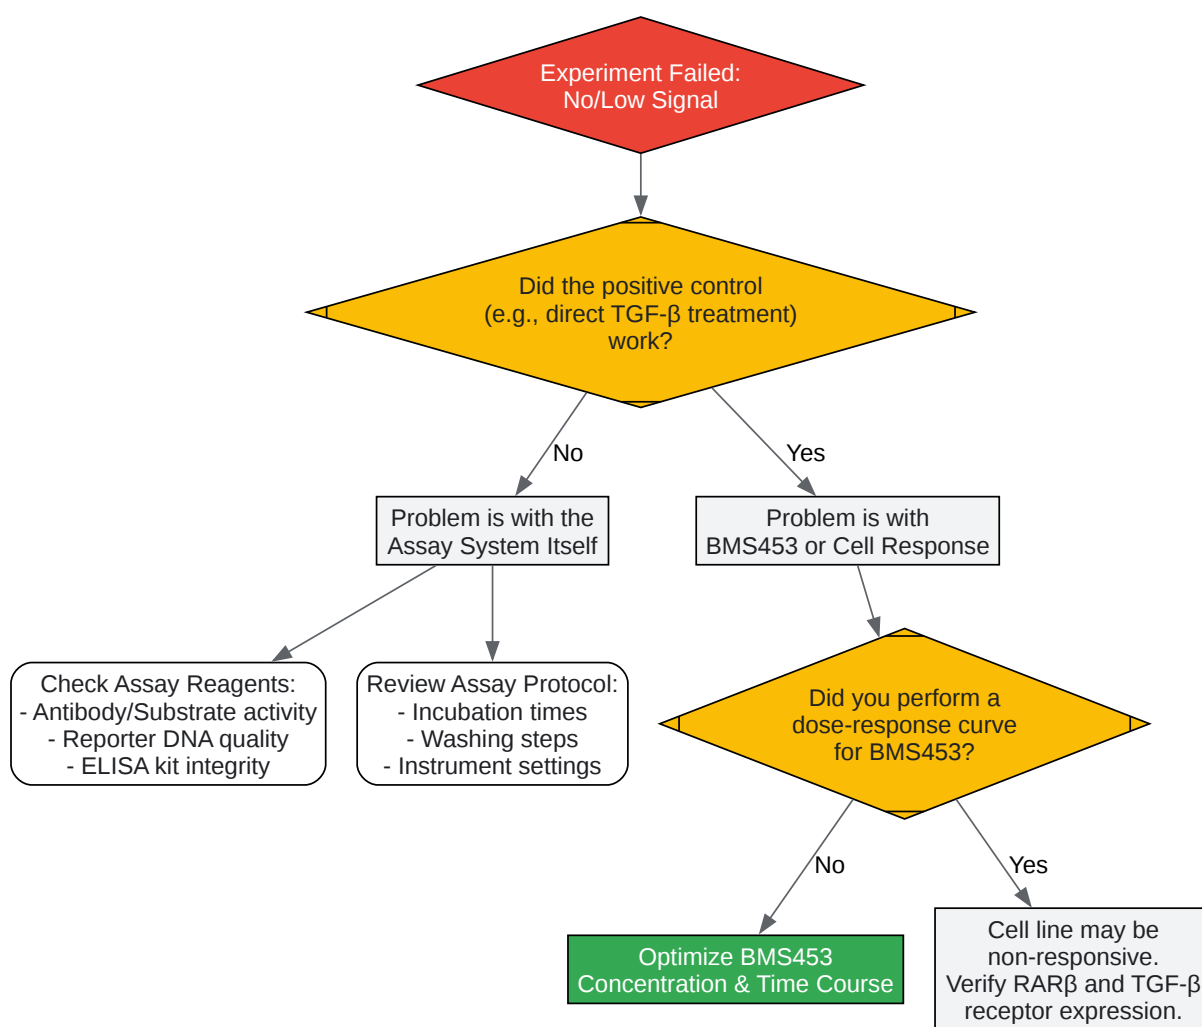 Experiment Failed:
No/Low Signal
Did the positive control
(e.g., direct TGF-β treatment)
work?
No
Yes
Problem is with the
Assay System Itself
Problem is with
BMS453 or Cell Response
Check Assay Reagents:
- Antibody/Substrate activity
- Reporter DNA quality
- ELISA kit integrity
Review Assay Protocol:
- Incubation times
- Washing steps
- Instrument settings
Did you perform a
dose-response curve
for BMS453?
No
Yes
Optimize BMS453
Concentration & Time Course
Cell line may be
non-responsive.
Verify RARβ and TGF-β
receptor expression.